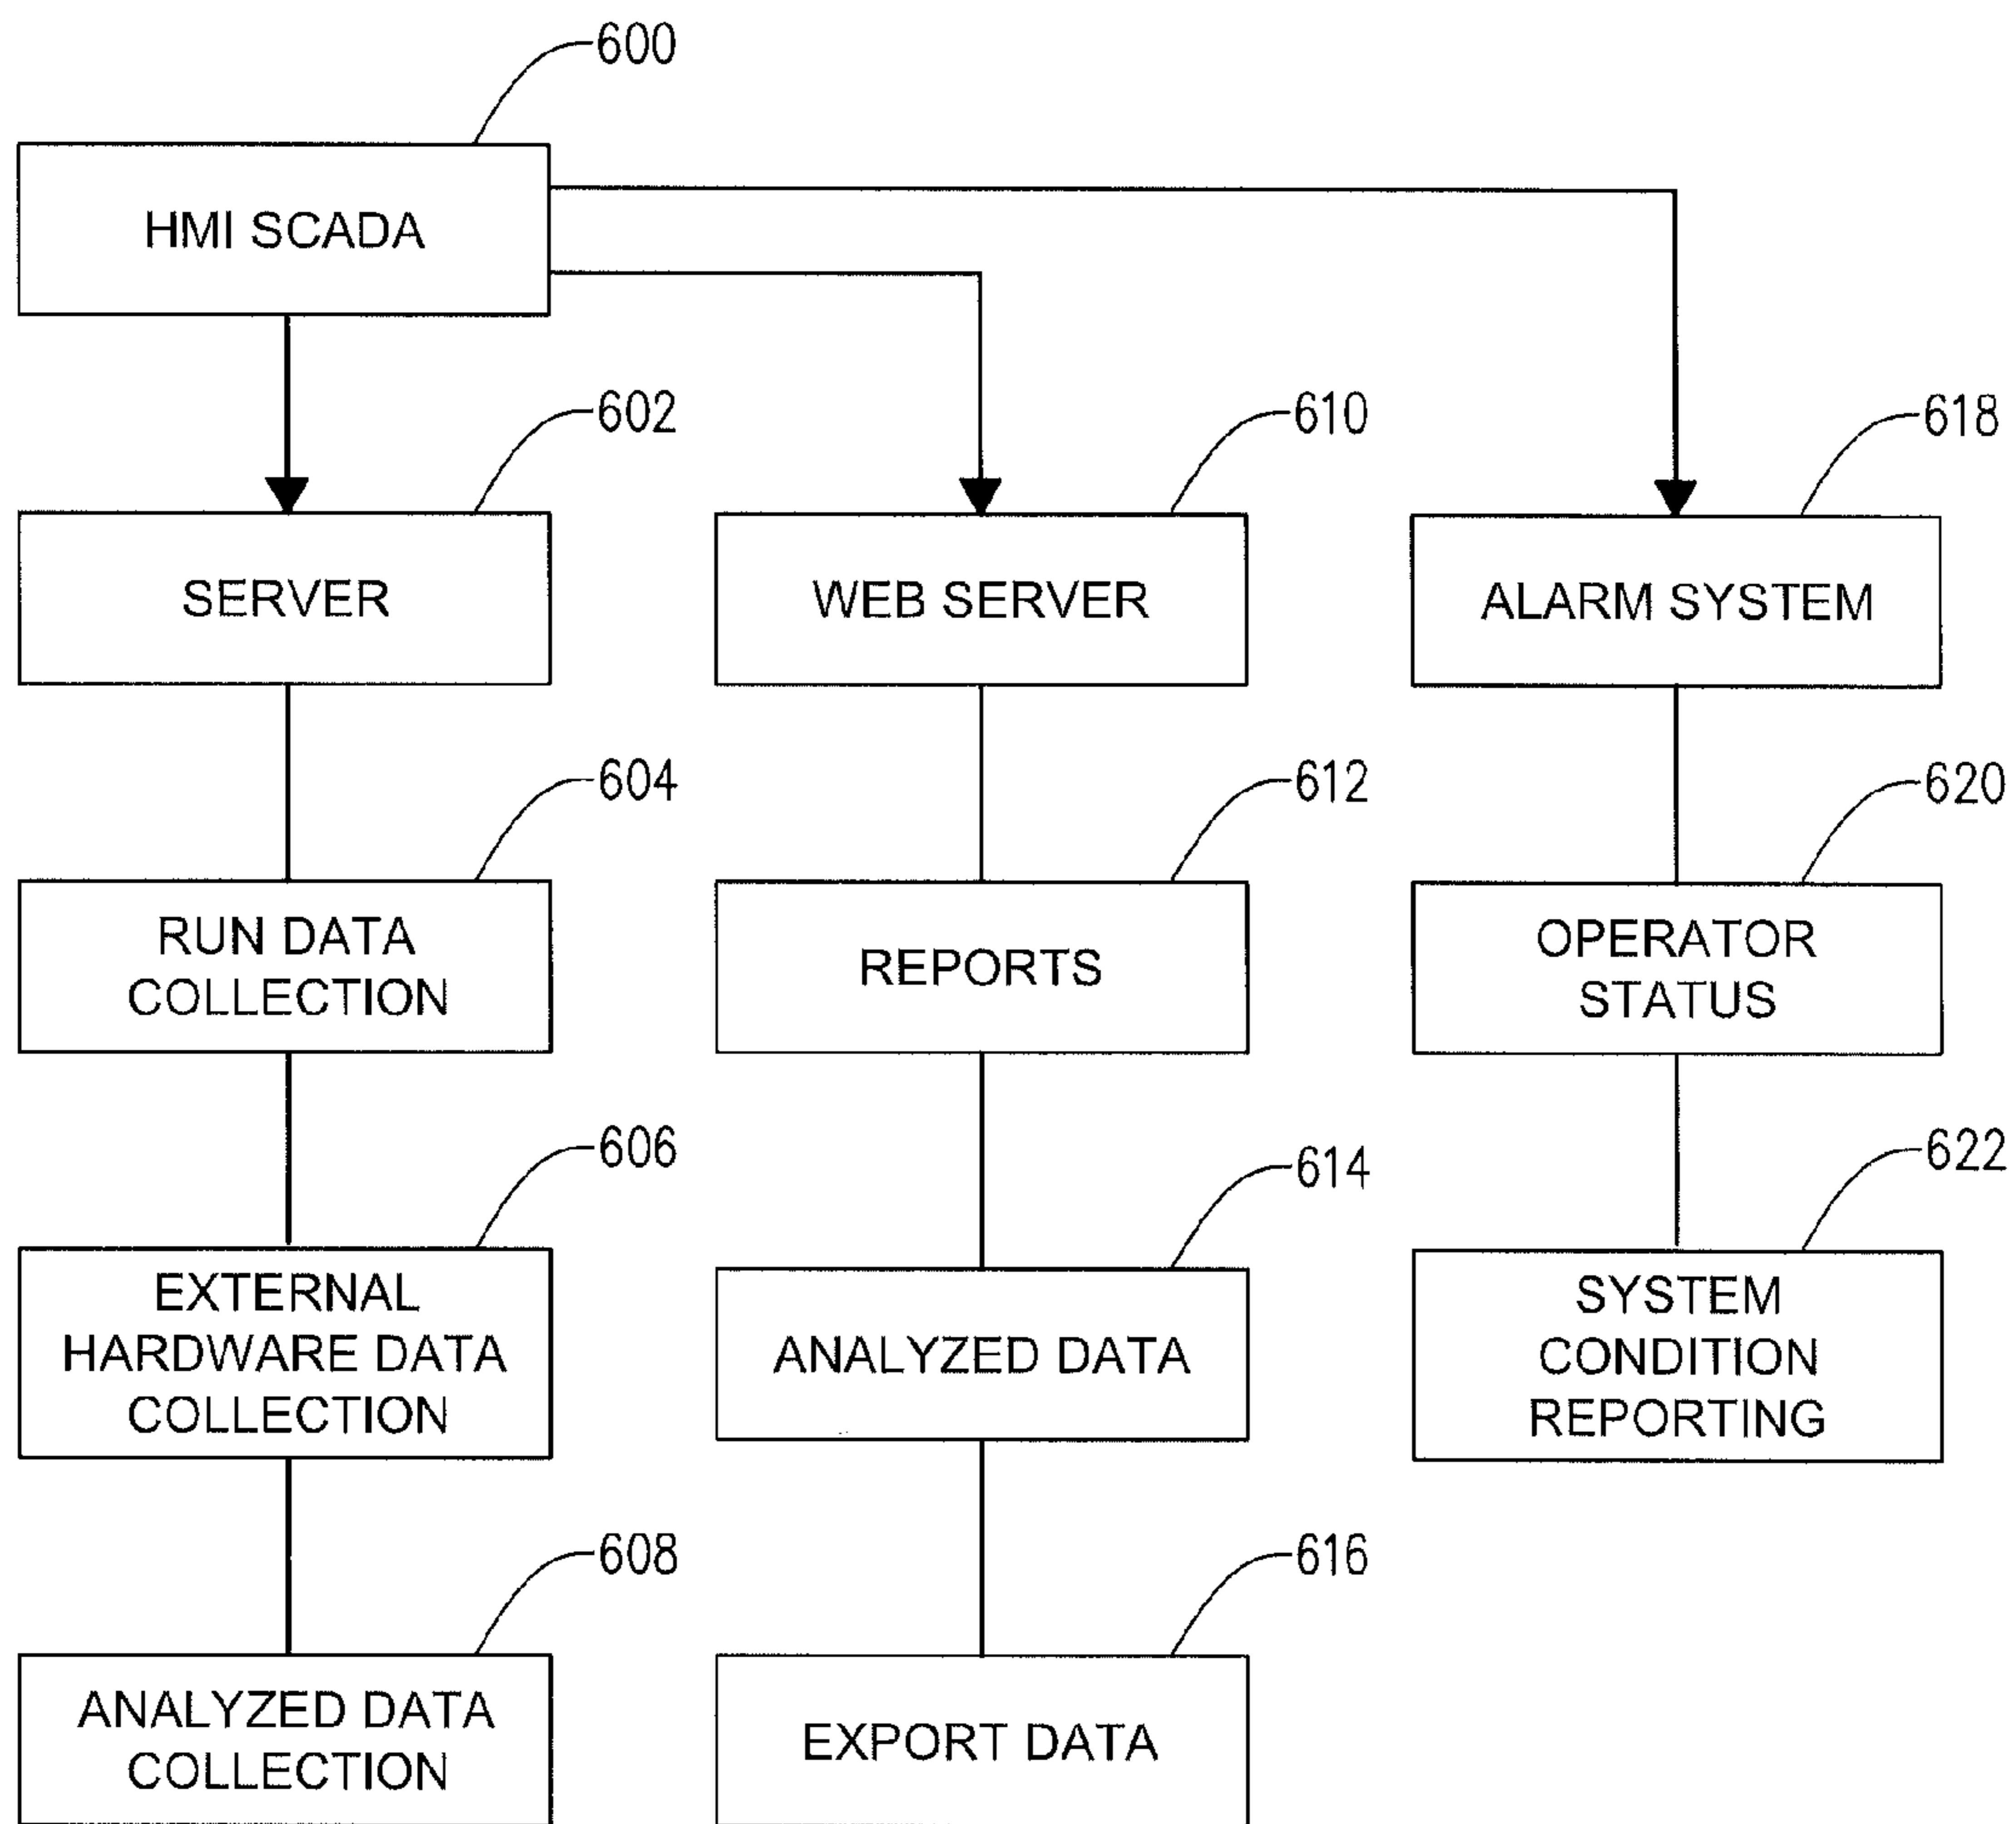 600
HMI SCADA
602
610
618
SERVER
WEB SERVER
ALARM SYSTEM
604
612
620
RUN DATA
COLLECTION
REPORTS
OPERATOR
STATUS
606
614
622
EXTERNAL
HARDWARE DATA
COLLECTION
ANALYZED DATA
SYSTEM
CONDITION
REPORTING
608
616
ANALYZED DATA
COLLECTION
EXPORT DATA